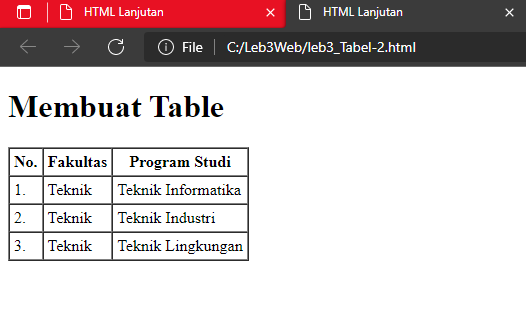 HTML Lanjutan
HTML Lanjutan
File
C:/Leb3Web/leb3_Tabel-2.html
Membuat Table
No. Fakultas Program Studi
1. Teknik Teknik Informatika
2. Teknik Teknik Industri
3. Teknik Teknik Lingkungan